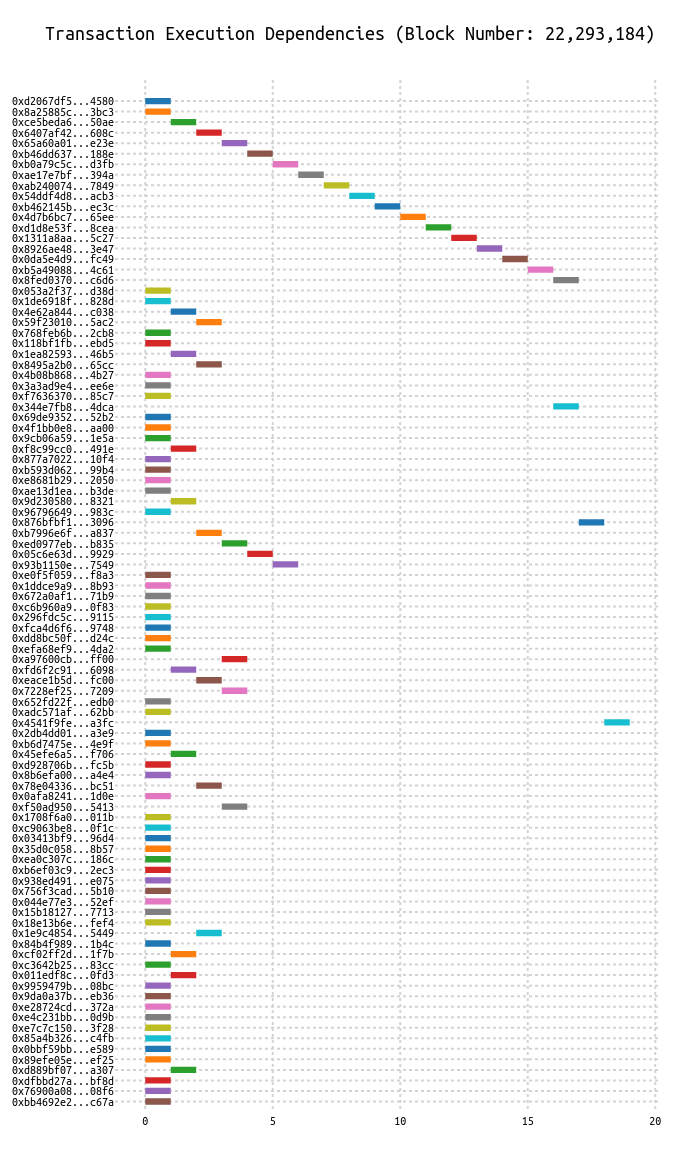 Transaction Execution Dependencies (Block Number: 22,293,184)
0xd2067df5...4580
0x8a25885c...3bc3
0xce5beda6...50ae
0x6407af42...608c
0x65a60a01...e23e
0xb46dd637...188e
0xb0a79c5c...d3fb
0xae17e7bf...394a
0xab240074...7849
0x54ddf4d8...acb3
0xb462145b...ec3c
0x4d7b6bc7...65ee
0xd1d8e53f...8cea
0x1311a8aa...5c27
0x8926ae48...3e47
0x0da5e4d9...fc49
0xb5a49088...4c61
0x8fed0370...c6d6
0x053a2f37...d38d
0x1de6918f...828d
0x4e62a844...c038
0x59f23010...5ac2
0x768feb6b...2cb8
0x118bf1fb...ebd5
0x1ea82593...46b5
0x8495a2b0...65cc
0x4b08b868...4b27
0x3a3ad9e4...ee6e
0xf7636370...85c7
0x344e7fb8...4dca
0x69de9352...52b2
0x4f1bb0e8...aa00
0x9cb06a59...1e5a
0xf8c99cc0...491e
0x877a7022...10f4
0xb593d062...99b4
0xe8681b29...2050
0xae13d1ea...b3de
0x9d230580...8321
0x96796649...983c
0x876bfbf1...3096
0xb7996e6f...a837
0xed0977eb...b835
0x05c6e63d...9929
0x93b1150e...7549
0xe0f5f059...f8a3
0x1ddce9a9...8b93
0x672a0af1...71b9
0xc6b960a9...0f83
0x296fdc5c...9115
0xfca4d6f6...9748
0xdd8bc50f...d24c
0xefa68ef9...4da2
0xa97600cb...ff00
0xfd6f2c91...6098
0xeace1b5d...fc00
0x7228ef25...7209
0x652fd22f...edb0
0xadc571af...62bb
0x4541f9fe...a3fc
0x2db4dd01...a3e9
0xb6d7475e...4e9f
0x45efe6a5...f706
0xd928706b...fc5b
0x8b6efa00...a4e4
0x78e04336...bc51
0x0afa8241...1d0e
0xf50ad950...5413
0x1708f6a0...011b
0xc9063be8...0f1c
0x03413bf9...96d4
0x35d0c058...8b57
0xea0c307c...186c
0xb6ef03c9...2ec3
0x938ed491...e075
0x756f3cad...5b10
0x044e77e3...52ef
0x15b18127...7713
0x18e13b6e...fef4
0x1e9c4854...5449
0x84b4f989...1b4c
0xcf02ff2d...1f7b
0xc3642b25...83cc
0x011edf8c...0fd3
0x9959479b...08bc
0x9da0a37b...eb36
0xe28724cd...372a
0xe4c231bb...0d9b
0xe7c7c150...3f28
0x85a4b326...c4fb
0x0bbf59bb...e589
0x89efe05e...ef25
0xd889bf07...a307
0xdfbbd27a...bf8d
0x76900a08...08f6
0xbb4692e2...c67a
0 5 10 15 20